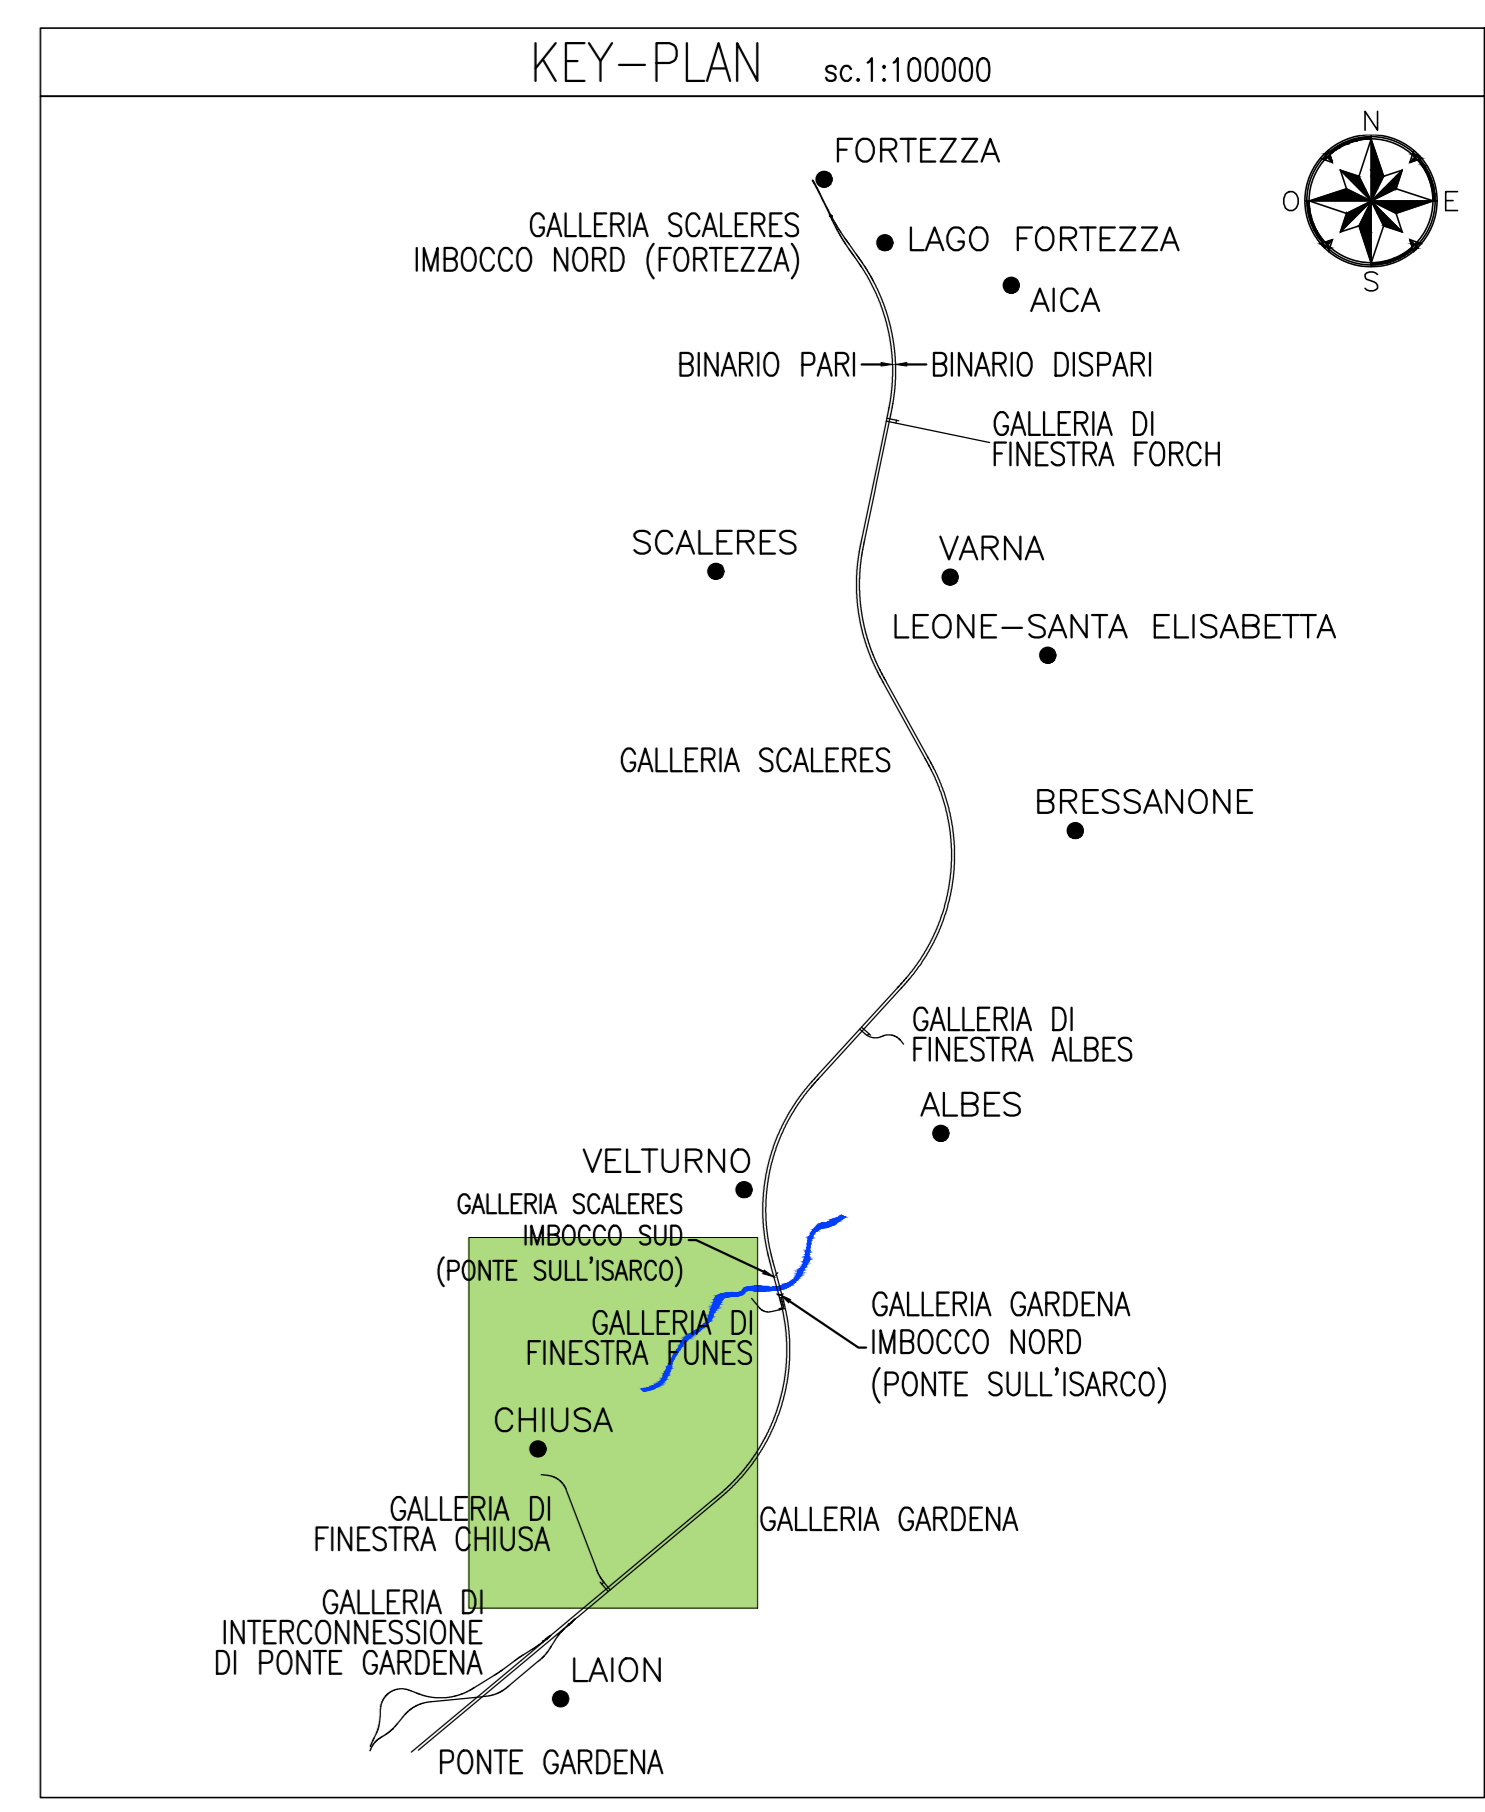 KEY-PLAN sc.1:100000
N
O
E
S
FORTEZZA
GALLERIA SCALERES
IMBOCCO NORD (FORTEZZA)
LAGO FORTEZZA
AICA
BINARIO PARI
BINARIO DISPARI
GALLERIA DI
FINESTRA FORCH
SCALERES
VARNA
LEONE-SANTA ELISABETTA
GALLERIA SCALERES
BRESSANONE
GALLERIA DI
FINESTRA ALBES
ALBES
VELTURNO
GALLERIA SCALERES
IMBOCCO SUD
(PONTE SULL'ISARCO)
GALLERIA DI
FINESTRA FUNES
GALLERIA GARDENA
IMBOCCO NORD
(PONTE SULL'ISARCO)
CHIUSA
GALLERIA DI
FINESTRA CHIUSA
GALLERIA GARDENA
GALLERIA DI
INTERCONNESSIONE
DI PONTE GARDENA
LAION
PONTE GARDENA